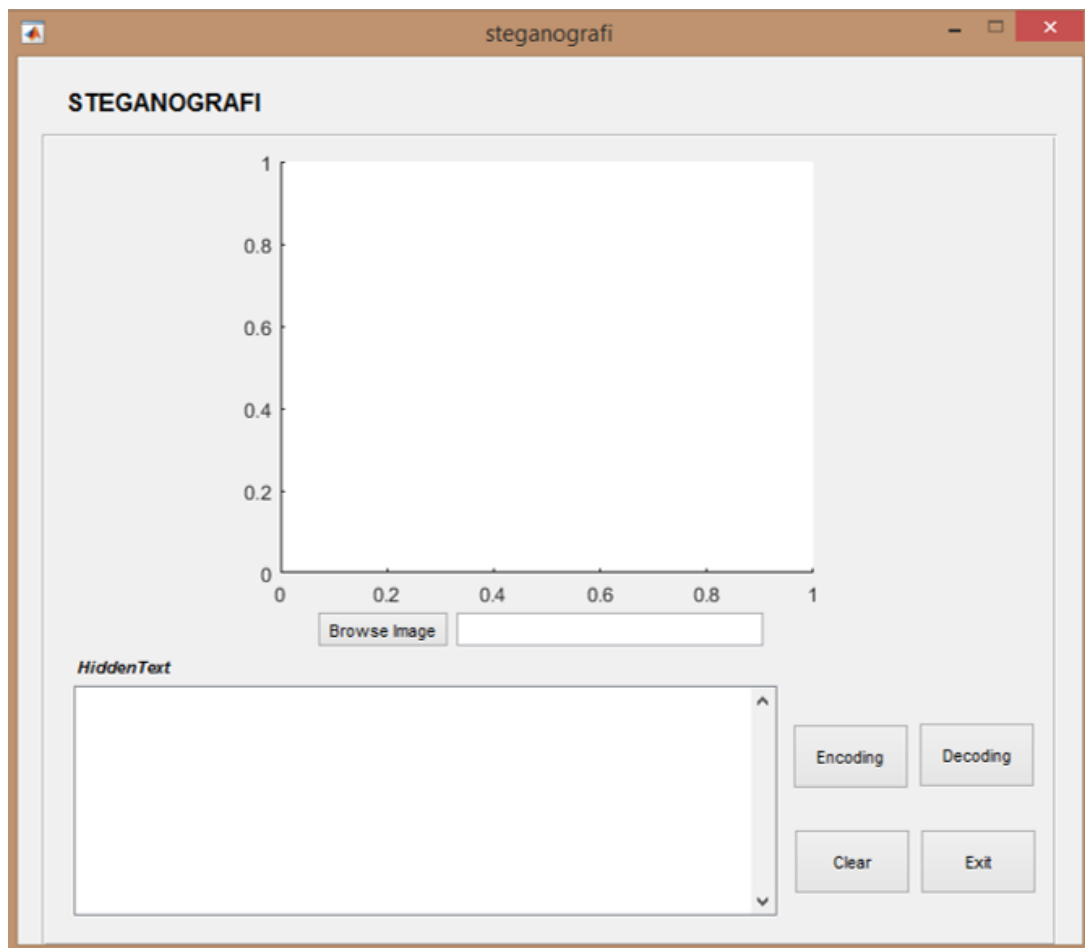 steganografi
STEGANOGRAFI
1
0.8
0.6
0.4
0.2
0
0 0.2 0.4 0.6 0.8 1
Browse Image
HiddenText
Encoding Decoding
Clear Exit